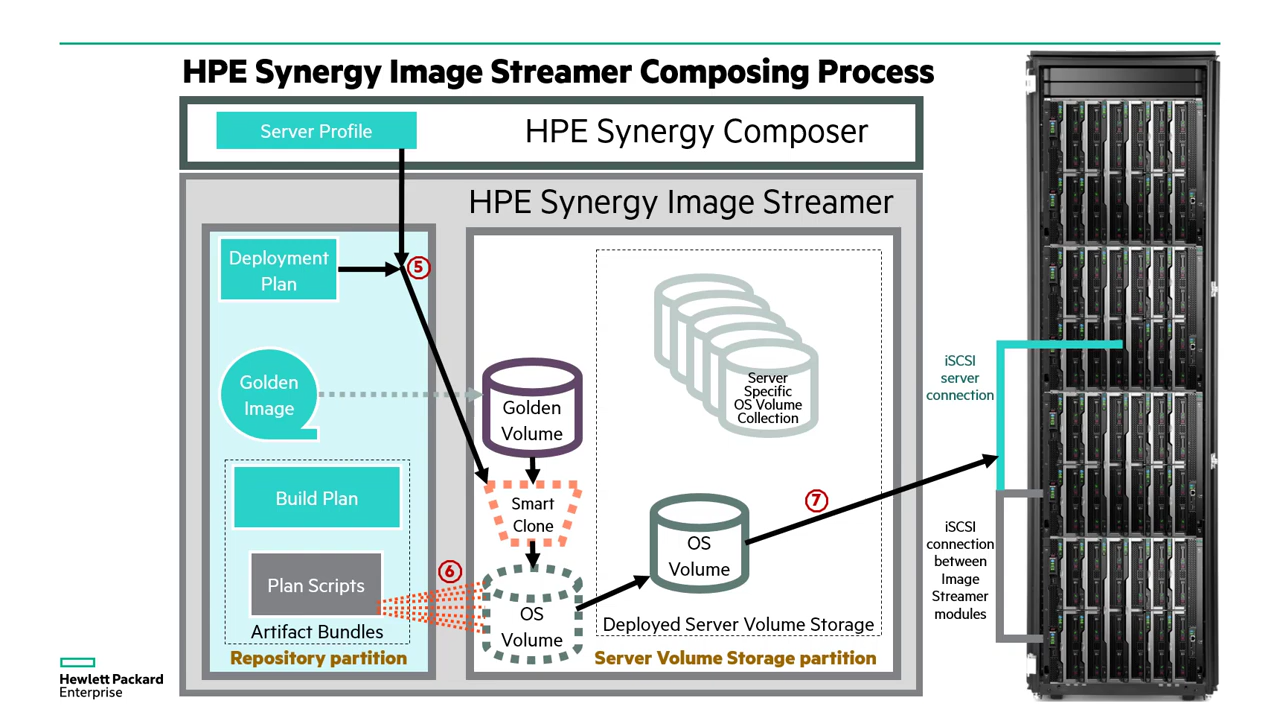 HPE Synergy Image Streamer Composing Process
Server Profile
HPE Synergy Composer
HPE Synergy Image Streamer
Deployment
Plan
5
Golden
Image
Golden
Volume
Server
Specific
OS Volume
Collection
iSCSI
server
connection
Build Plan
Smart
Clone
7
OS
Volume
iSCSI
connection
between
Image
Streamer
modules
Plan Scripts
6
OS
Volume
Artifact Bundles
Deployed Server Volume Storage
Repository partition
Server Volume Storage partition
Hewlett Packard
Enterprise